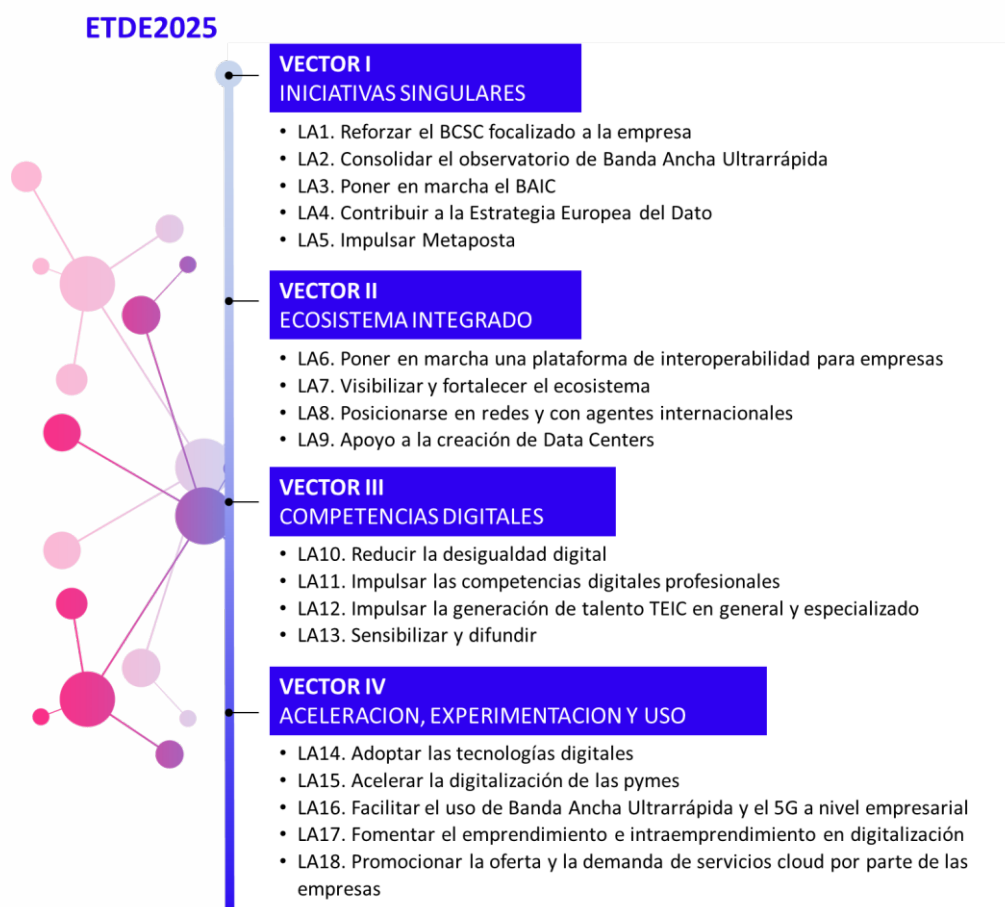 ETDE2025
VECTOR I
INICIATIVAS SINGULARES
• LA1. Reforzar el BCSC focalizado a la empresa
• LA2. Consolidar el observatorio de Banda Ancha Ultrarrápida
• LA3. Poner en marcha el BAIC
• LA4. Contribuir a la Estrategia Europea del Dato
• LA5. Impulsar Metaposta
VECTOR II
ECOSISTEMA INTEGRADO
• LA6. Poner en marcha una plataforma de interoperabilidad para empresas
• LA7. Visibilizar y fortalecer el ecosistema
• LA8. Posicionarse en redes y con agentes internacionales
• LA9. Apoyo a la creación de Data Centers
VECTOR III
COMPETENCIAS DIGITALES
• LA10. Reducir la desigualdad digital
• LA11. Impulsar las competencias digitales profesionales
• LA12. Impulsar la generación de talento TEIC en general y especializado
• LA13. Sensibilizar y difundir
VECTOR IV
ACELERACION, EXPERIMENTACION Y USO
• LA14. Adoptar las tecnologías digitales
• LA15. Acelerar la digitalización de las pymes
• LA16. Facilitar el uso de Banda Ancha Ultrarrápida y el 5G a nivel empresarial
• LA17. Fomentar el emprendimiento e intraemprendimiento en digitalización
• LA18. Promocionar la oferta y la demanda de servicios cloud por parte de las
empresas